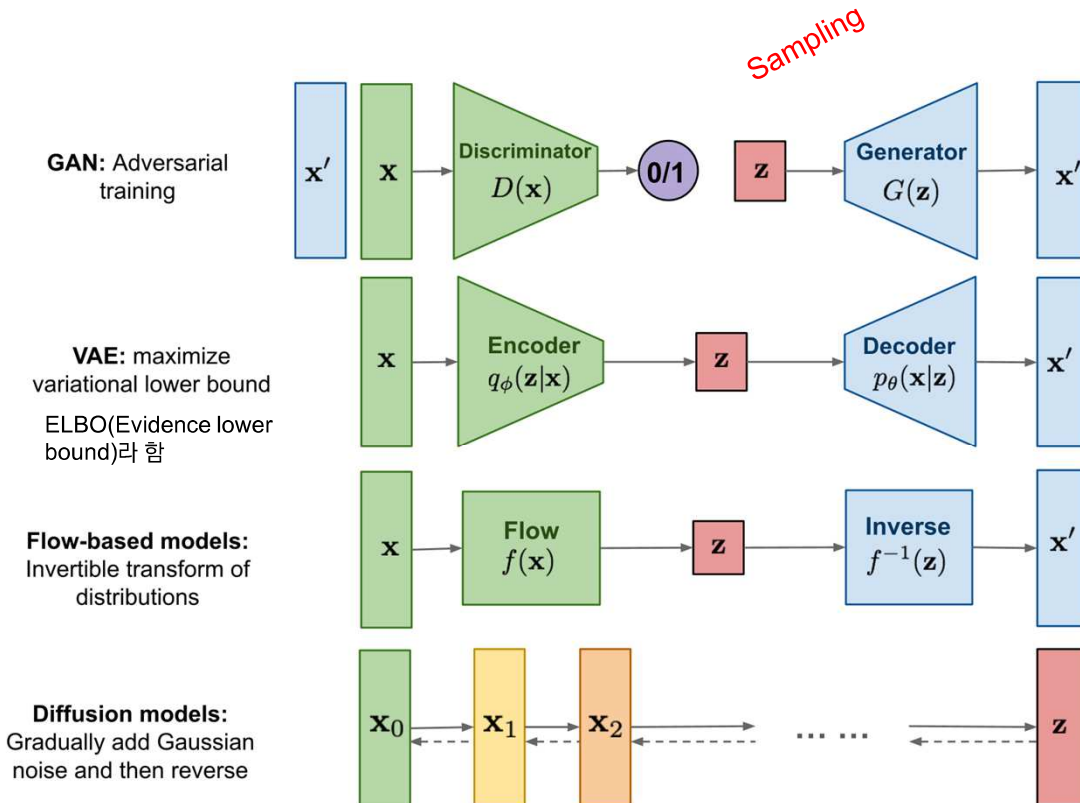 Sampling
GAN: Adversarial
training
x′
x
Discriminator
D(x)
0/1
z
Generator
G(z)
x′
VAE: maximize
variational lower bound
ELBO(Evidence lower
bound)라 함
x
Encoder
qϕ(z|x)
z
Decoder
pθ(x|z)
x′
Flow-based models:
Invertible transform of
distributions
x
Flow
f(x)
z
Inverse
f⁻¹(z)
x′
Diffusion models:
Gradually add Gaussian
noise and then reverse
x₀
x₁
x₂
... ...
z